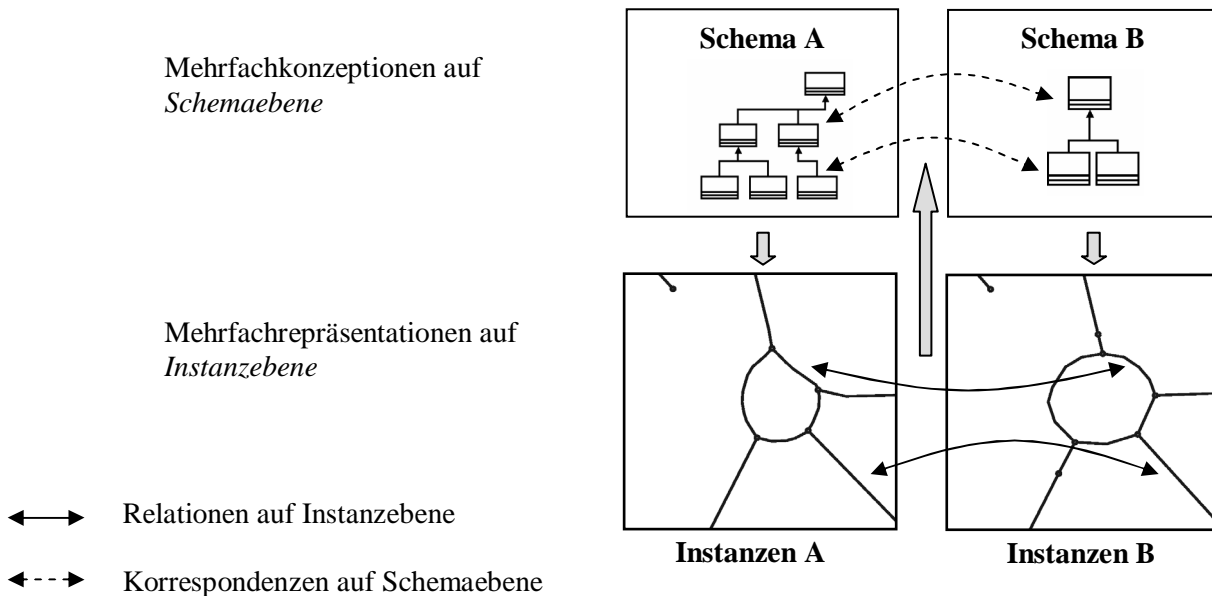 Schema A
Schema B
Mehrfachkonzeptionen auf
Schemaebene
Mehrfachrepräsentationen auf
Instanzebene
Relationen auf Instanzebene
Instanzen A
Instanzen B
Korrespondenzen auf Schemaebene